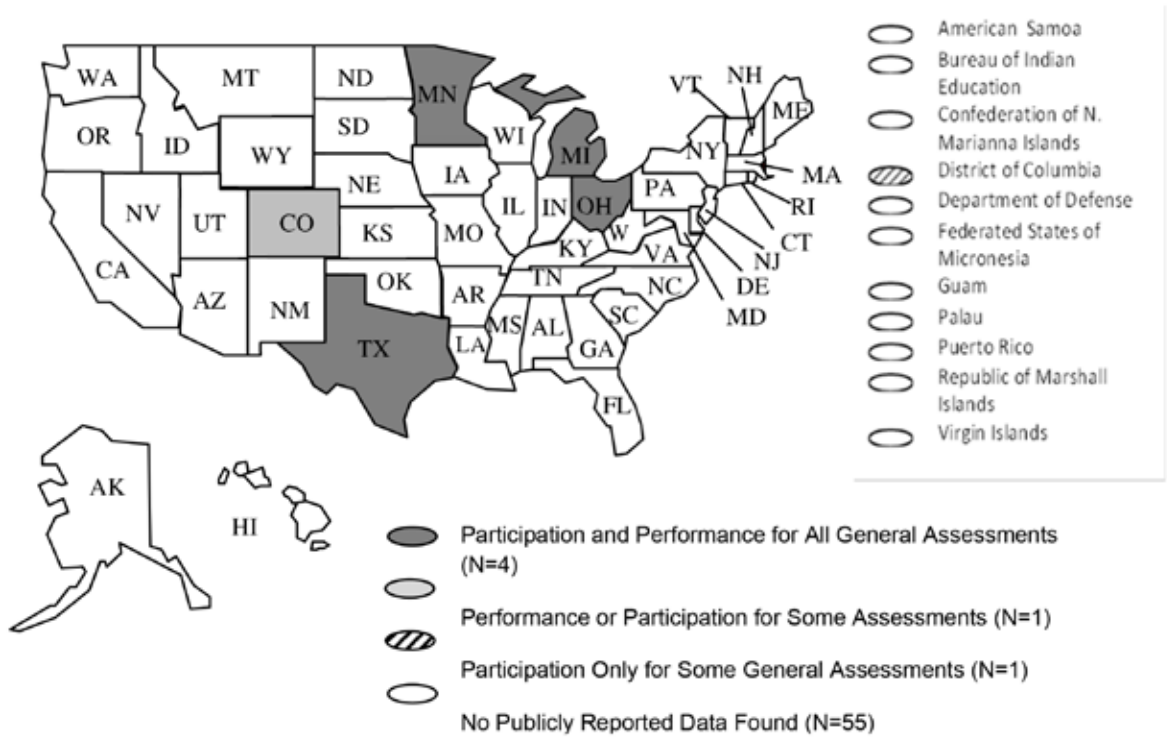 WA
MT
ND
MN
VT
NH
ME
OR
ID
SD
WI
NY
WY
MI
MA
IA
NE
PA
RI
NV
UT
CO
IL
IN
OH
CT
KS
MO
W
NJ
CA
KY
VA
DE
OK
TN
NC
MD
AZ
NM
AR
SC
MS
AL
GA
TX
LA
FL
AK
HI
American Samoa
Bureau of Indian
Education
Confederation of N.
Marianna Islands
District of Columbia
Department of Defense
Federated States of
Micronesia
Guam
Palau
Puerto Rico
Republic of Marshall
Islands
Virgin Islands
Participation and Performance for All General Assessments
(N=4)
Performance or Participation for Some Assessments (N=1)
Participation Only for Some General Assessments (N=1)
No Publicly Reported Data Found (N=55)